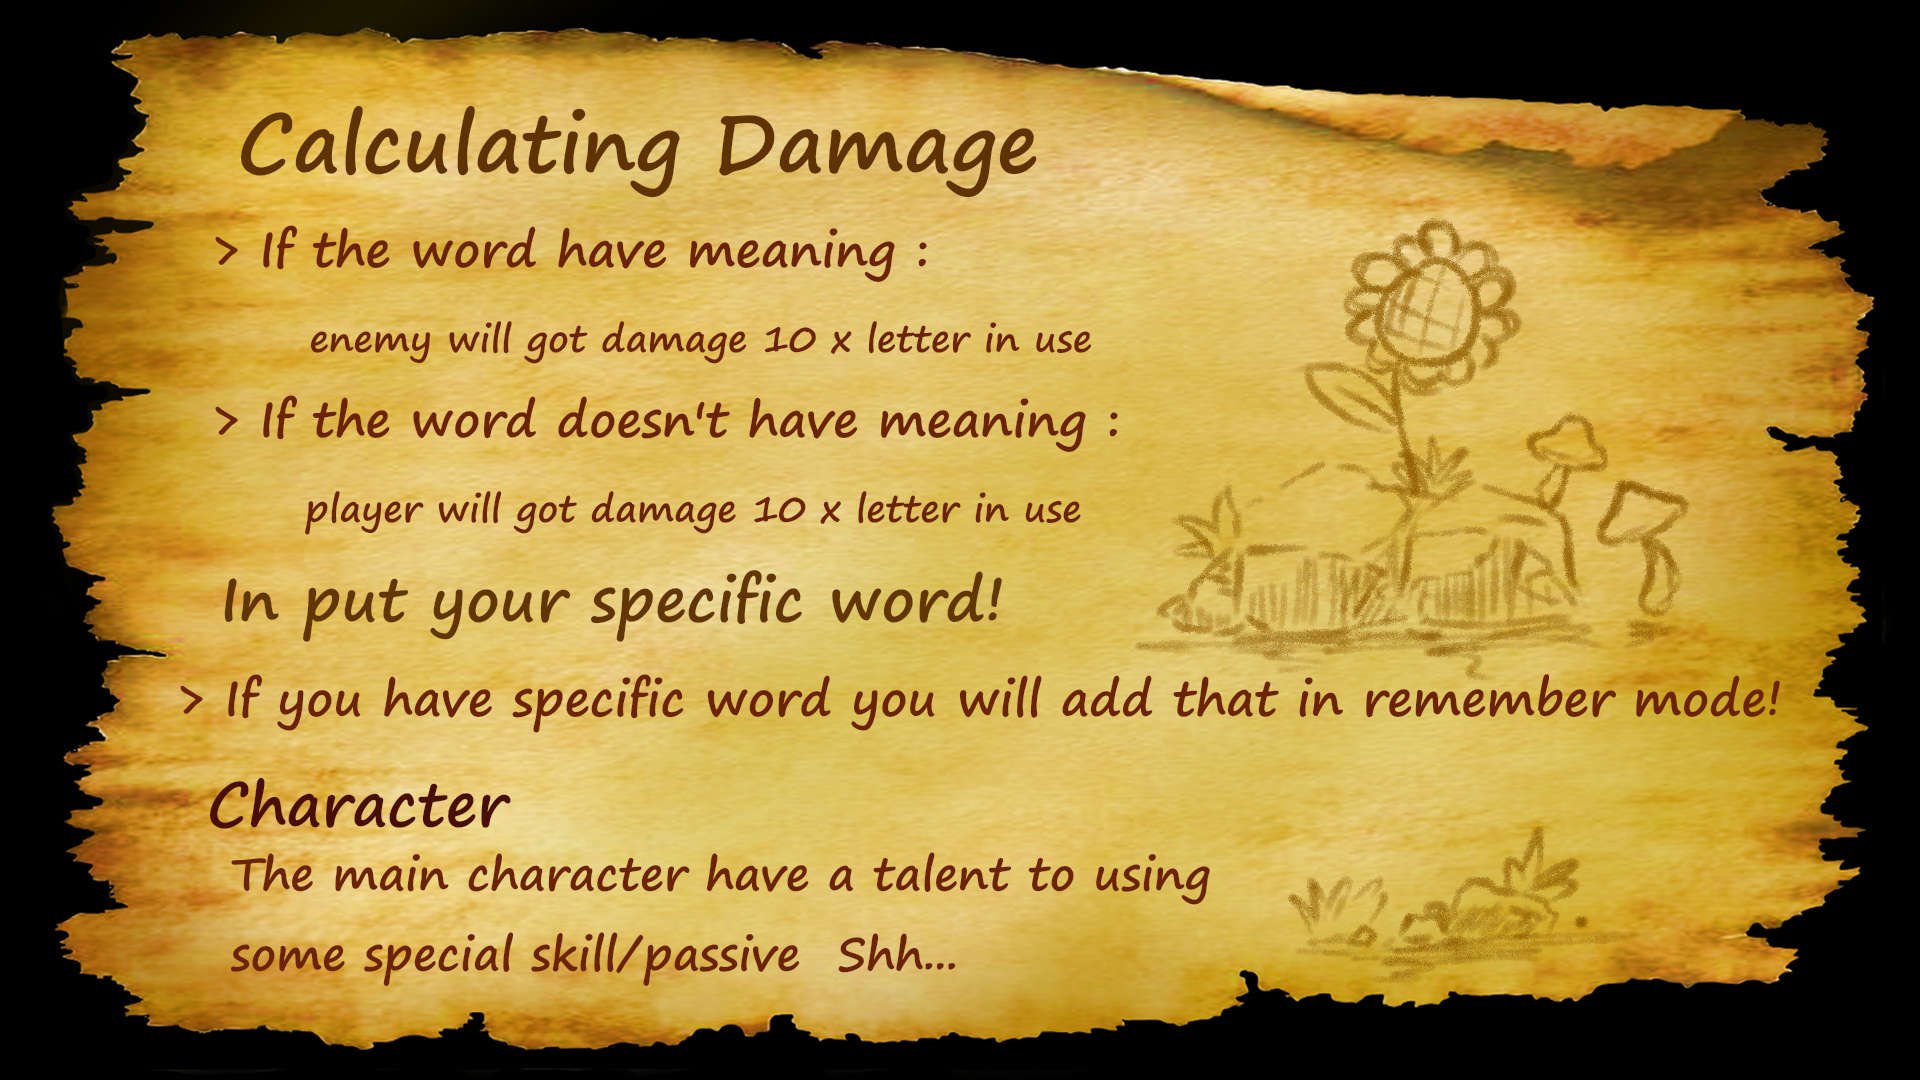 Calculating Damage
> If the word have meaning :
enemy will got damage 10 x letter in use
> If the word doesn't have meaning :
player will got damage 10 x letter in use
In put your specific word!
> If you have specific word you will add that in remember mode!
Character
The main character have a talent to using
some special skill/passive  Shh...